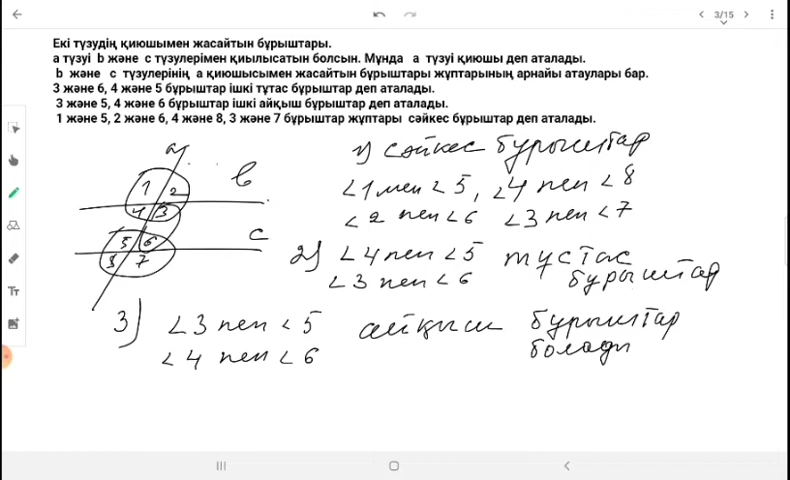 3/15
Екі түзудің қиюшымен жасайтын бұрыштары.
а түзуі b және с түзулерімен қиылысатын болсын. Мұнда а түзуі қиюшы деп аталады.
b және с түзулерінің а қиюшысымен жасайтын бұрыштары жұптарының арнайы атаулары бар.
3 және 6, 4 және 5 бұрыштар ішкі тұтас бұрыштар деп аталады.
3 және 5, 4 және 6 бұрыштар ішкі айқыш бұрыштар деп аталады.
1 және 5, 2 және 6, 4 және 8, 3 және 7 бұрыштар жұптары сәйкес бұрыштар деп аталады.
а
1 2 в
4 3
5 6 с
8 7
1) сәйкес бұрыштар
∠1 мен ∠5, ∠4 пен ∠8
∠2 пен ∠6 ∠3 пен ∠7
2) ∠4 пен ∠5 тұстас
∠3 пен ∠6 бұрыштар
3) ∠3 пен ∠5 айқыш бұрыштар
∠4 пен ∠6 болады
Tт